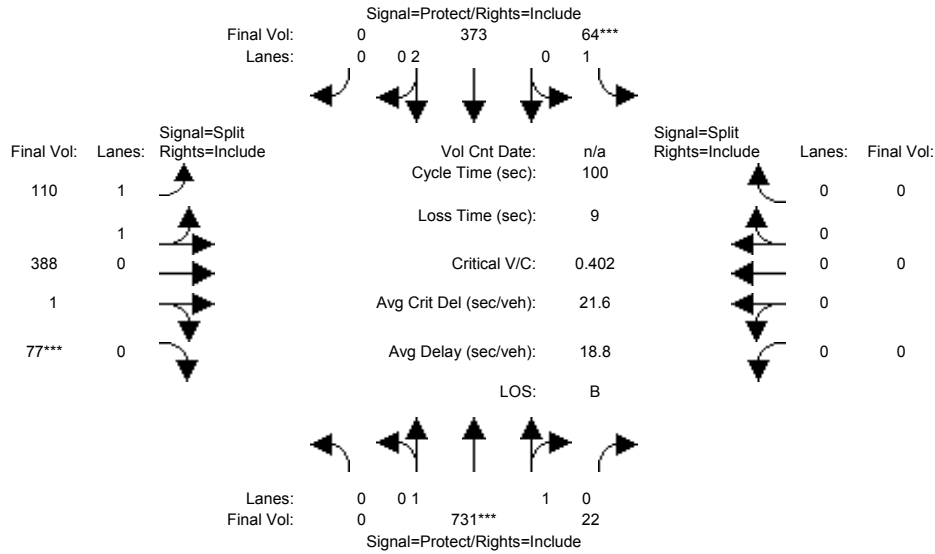 Signal=Protect/Rights=Include
Final Vol: 0 373 64***
Lanes: 0 0 2 0 1
Signal=Split Signal=Split
Final Vol: Lanes: Rights=Include Vol Cnt Date: n/a Rights=Include Lanes: Final Vol:
Cycle Time (sec): 100
110 1 0 0
Loss Time (sec): 9
1 0
388 0 Critical V/C: 0.402 0 0
1 Avg Crit Del (sec/veh): 21.6 0
77*** 0 Avg Delay (sec/veh): 18.8 0 0
LOS: B
Lanes: 0 0 1 1 0
Final Vol: 0 731*** 22
Signal=Protect/Rights=Include